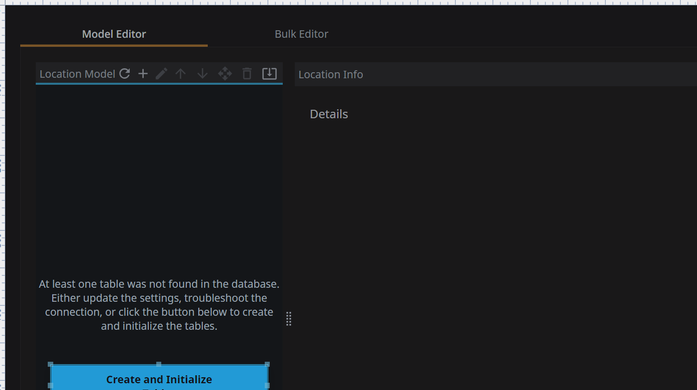 Model Editor
Bulk Editor
Location Model
Location Info
Details
At least one table was not found in the database.
Either update the settings, troubleshoot the
connection, or click the button below to create
and initialize the tables.
Create and Initialize